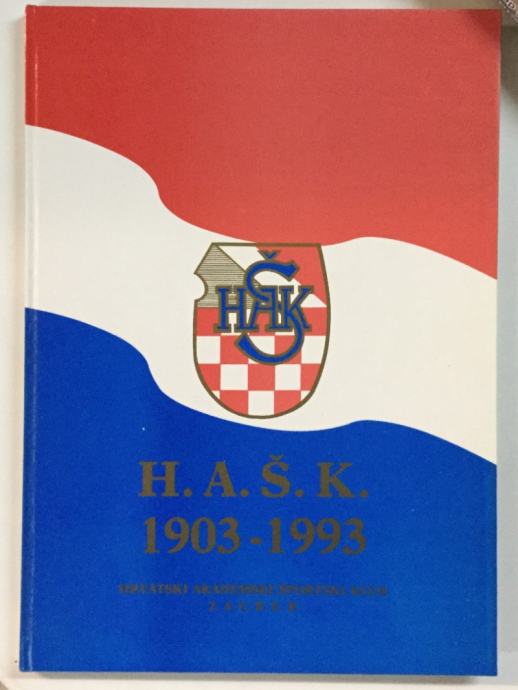 HAŠK
H. A. Š. K.
1903-1993
HRVATSKI AKADEMSKI ŠPORTSKI KLUB
ZAGREB